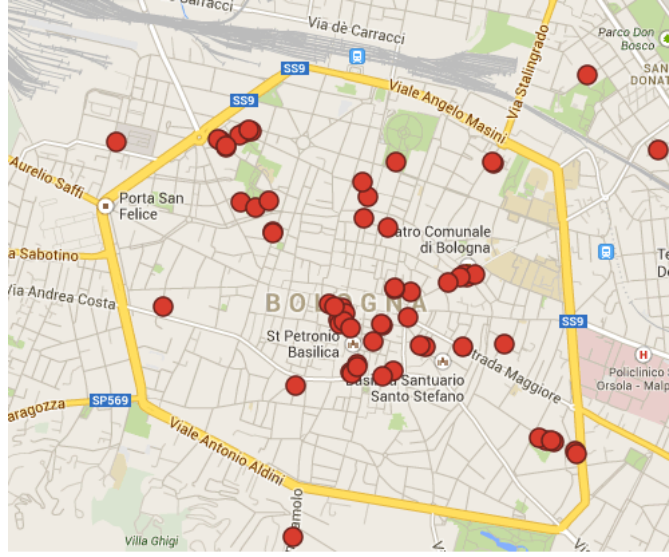 Carracci
Via dè Carracci
Via Stalingrado
Parco Don
Bosco
SAN
DONAT
SS9
SS9
Viale Angelo Masini
Aurelio Saffi
Porta San
Felice
atro Comunale
di Bologna
a Sabotino
Via Andrea Costa
BOLOGNA
SS9
St Petronio
Basilica
Strada Maggiore
Santuario
Santo Stefano
H
Policlinico S
Orsola - Malp
SP569
aragozza
Viale Antonio Aldini
Villa Ghigi